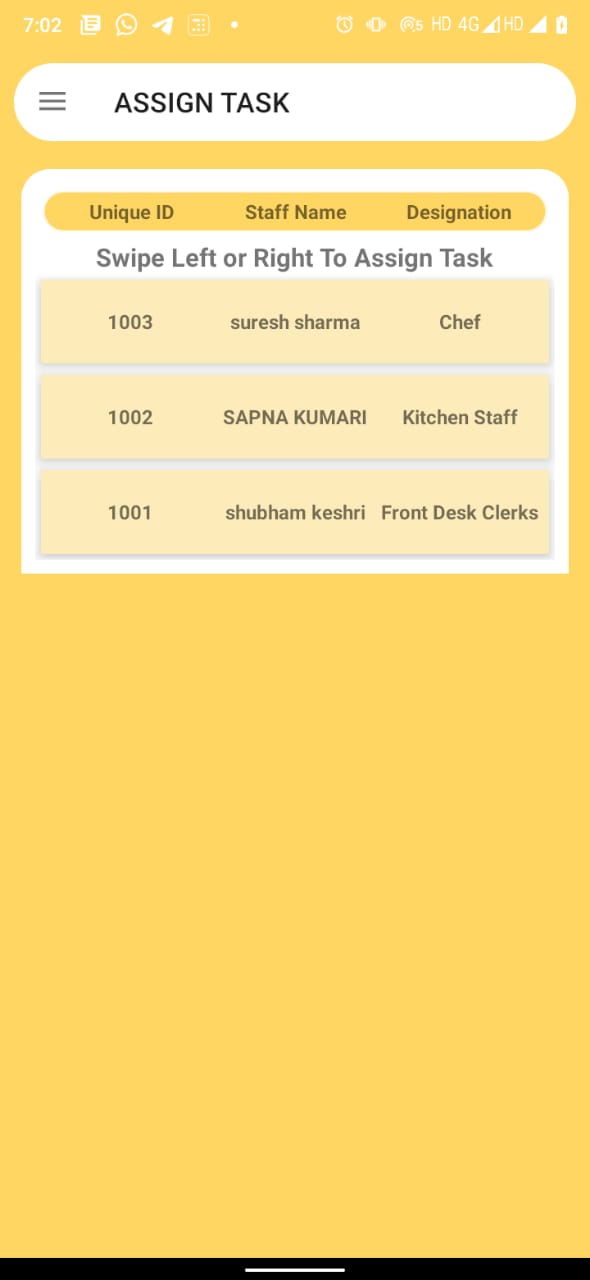 7:02 5 HD 4G HD
ASSIGN TASK
Unique ID Staff Name Designation
Swipe Left or Right To Assign Task
1003 suresh sharma Chef
1002 SAPNA KUMARI Kitchen Staff
1001 shubham keshri Front Desk Clerks